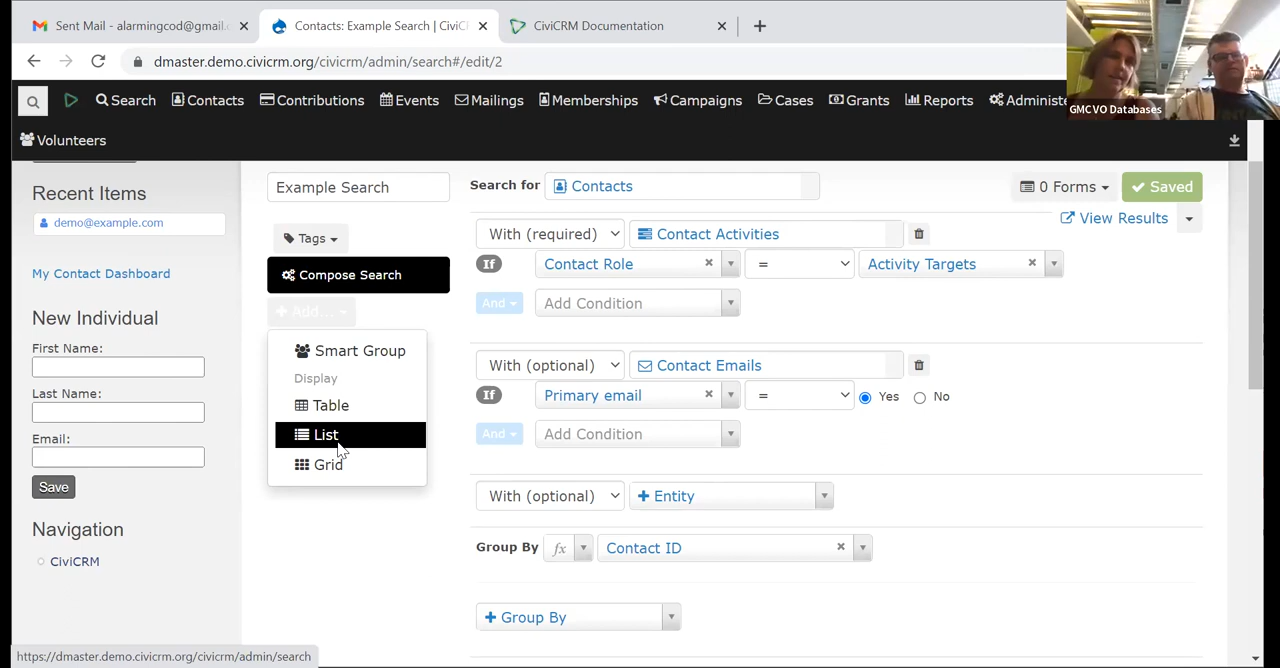 Sent Mail - alarmingcod@gmail.
Contacts: Example Search | CiviC
CiviCRM Documentation
dmaster.demo.civicrm.org/civicrm/admin/search#/edit/2
Search Contacts Contributions Events Mailings Memberships Campaigns Cases Grants Reports Administe
GMCVO Databases
Volunteers
Recent Items
demo@example.com
My Contact Dashboard
New Individual
First Name:
Last Name:
Email:
Save
Navigation
CiviCRM
Example Search
Tags
Compose Search
Add...
Smart Group
Display
Table
List
Grid
Search for Contacts
0 Forms
Saved
View Results
With (required) Contact Activities
If Contact Role = Activity Targets
And Add Condition
With (optional) Contact Emails
If Primary email = Yes No
And Add Condition
With (optional) + Entity
Group By fx Contact ID
+ Group By
https://dmaster.demo.civicrm.org/civicrm/admin/search